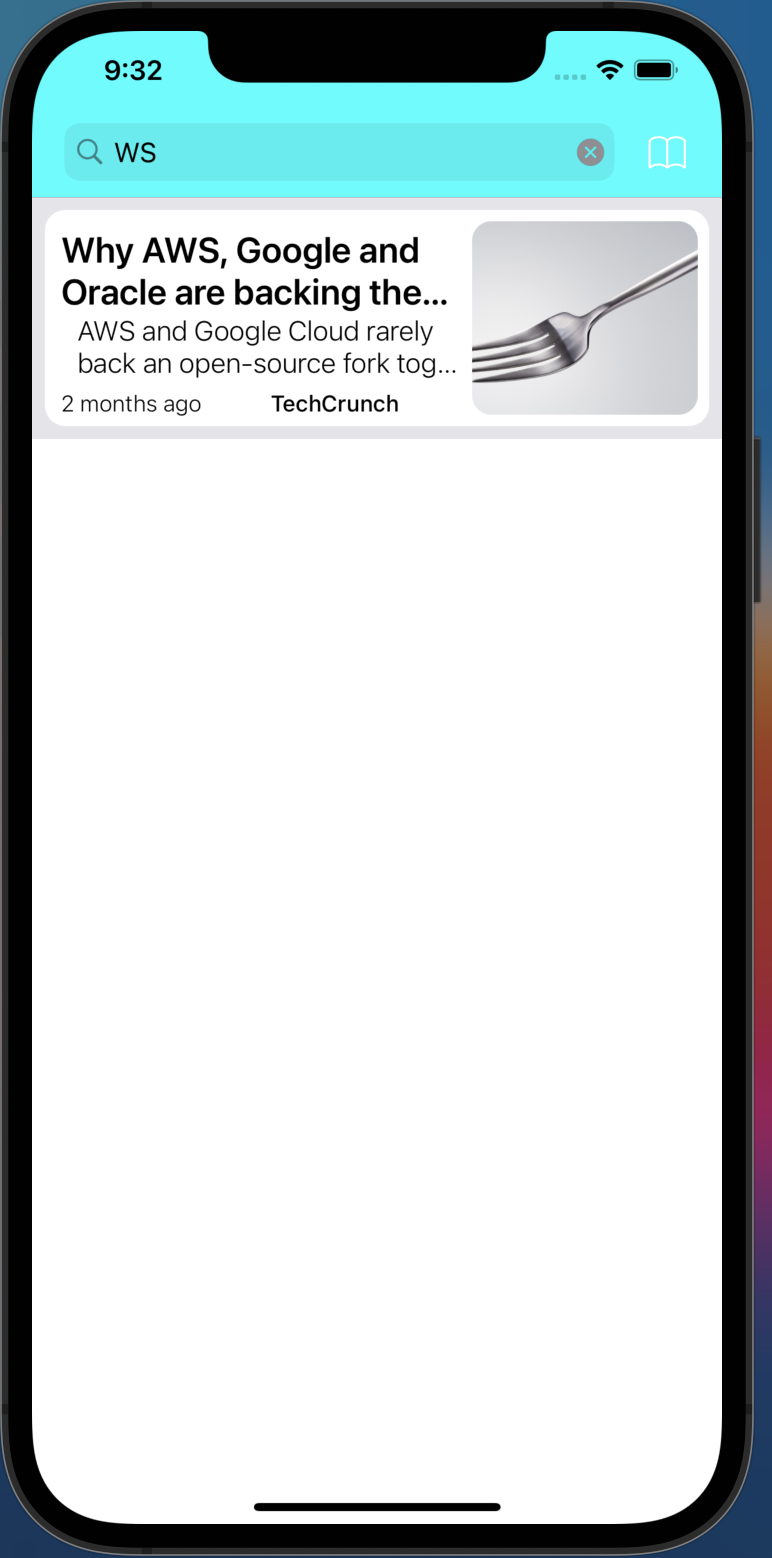 9:32
WS
Why AWS, Google and
Oracle are backing the...
AWS and Google Cloud rarely
back an open-source fork tog...
2 months ago TechCrunch